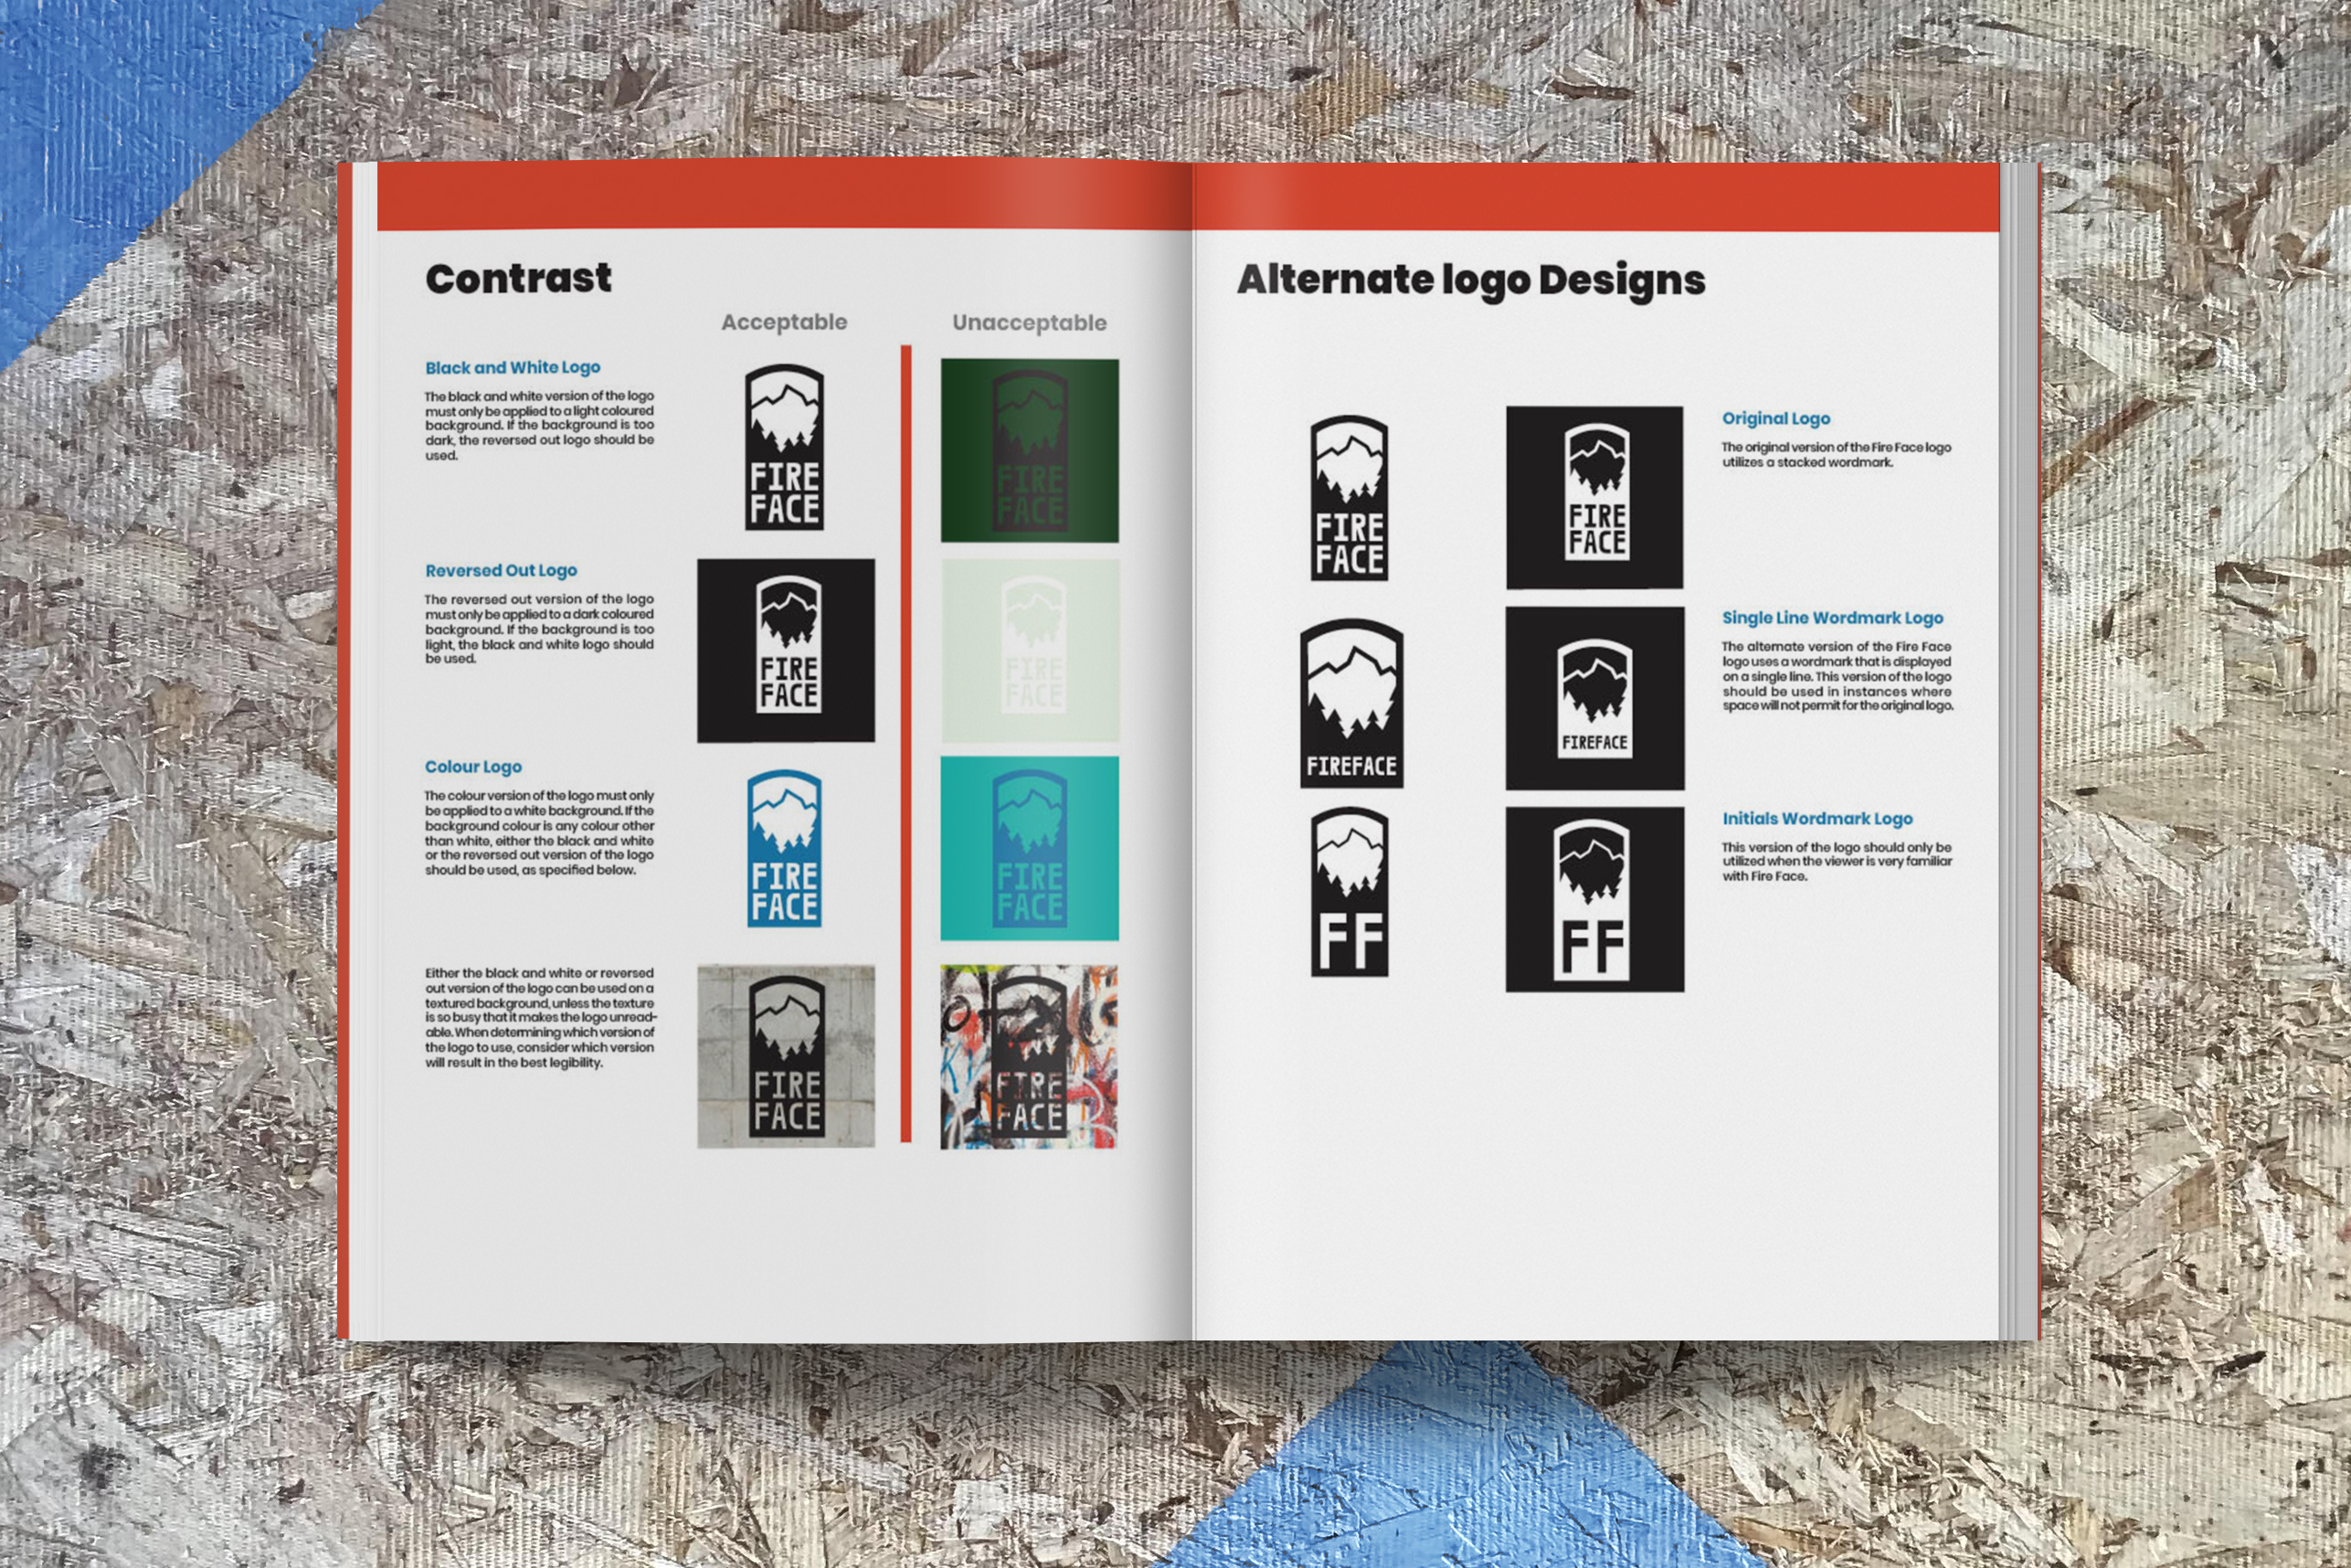 Contrast
Acceptable
Unacceptable
Black and White Logo
The black and white version of the logo
must only be applied to a light coloured
background. If the background is too
dark, the reversed out logo should be
used.
FIRE
FACE
FIRE
FACE
Reversed Out Logo
The reversed out version of the logo
must only be applied to a dark coloured
background. If the background is too
light, the black and white logo should
be used.
FIRE
FACE
FIRE
FACE
Colour Logo
The colour version of the logo must only
be applied to a white background. If the
background colour is any colour other
than white, either the black and white
or the reversed out version of the logo
should be used, as specified below.
FIRE
FACE
FIRE
FACE
Either the black and white or reversed
out version of the logo can be used on a
textured background, unless the texture
is so busy that it makes the logo unread-
able. When determining which version of
the logo to use, consider which version
will result in the best legibility.
FIRE
FACE
FIRE
FACE
Alternate logo Designs
FIRE
FACE
FIRE
FACE
Original Logo
The original version of the Fire Face logo
utilizes a stacked wordmark.
FIREFACE
FIREFACE
Single Line Wordmark Logo
The alternate version of the Fire Face
logo uses a wordmark that is displayed
on a single line. This version of the logo
should be used in instances where
space will not permit for the original logo.
FF
FF
Initials Wordmark Logo
This version of the logo should only be
utilized when the viewer is very familiar
with Fire Face.